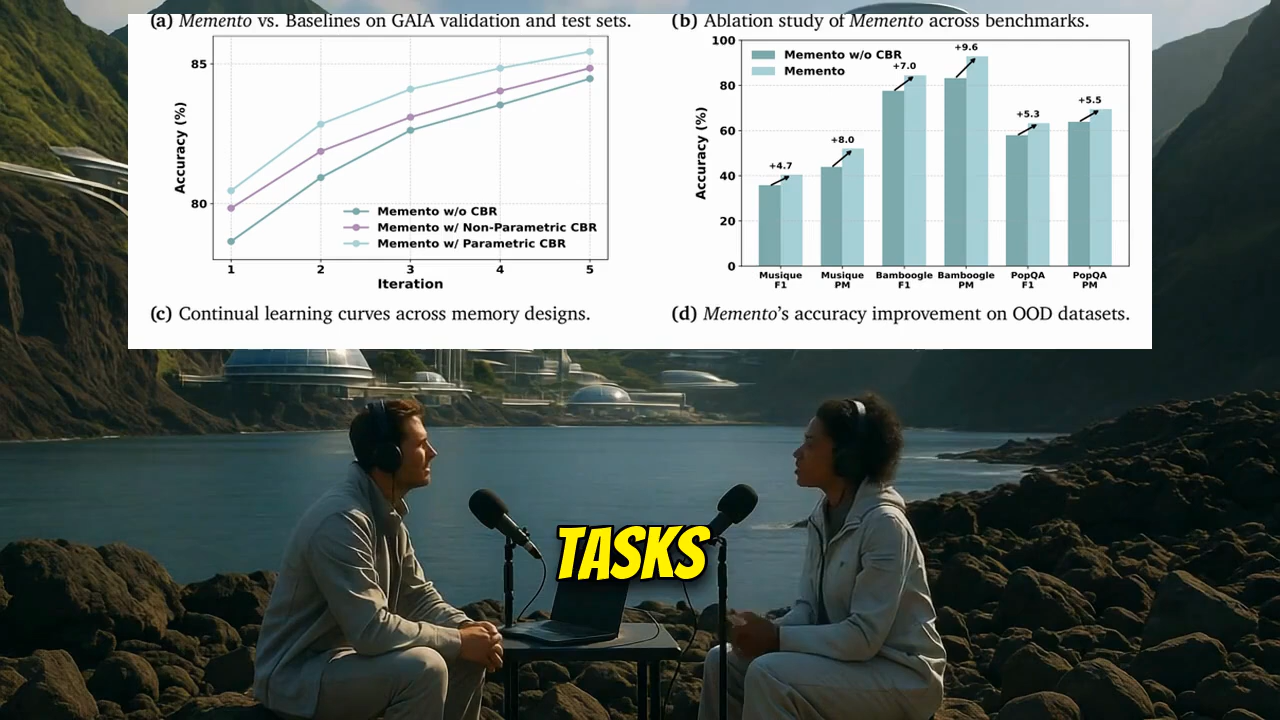 (a) Memento vs. Baselines on GAIA validation and test sets.
(b) Ablation study of Memento across benchmarks.
85
80
Accuracy (%)
Memento w/o CBR
Memento w/ Non-Parametric CBR
Memento w/ Parametric CBR
1 2 3 4 5
Iteration
(c) Continual learning curves across memory designs.
100
80
60
40
20
0
Accuracy (%)
Memento w/o CBR
Memento
+4.7
+8.0
+7.0
+9.6
+5.3
+5.5
Musique F1
Musique PM
Bamboogle F1
Bamboogle PM
PopQA F1
PopQA PM
(d) Memento's accuracy improvement on OOD datasets.
TASKS